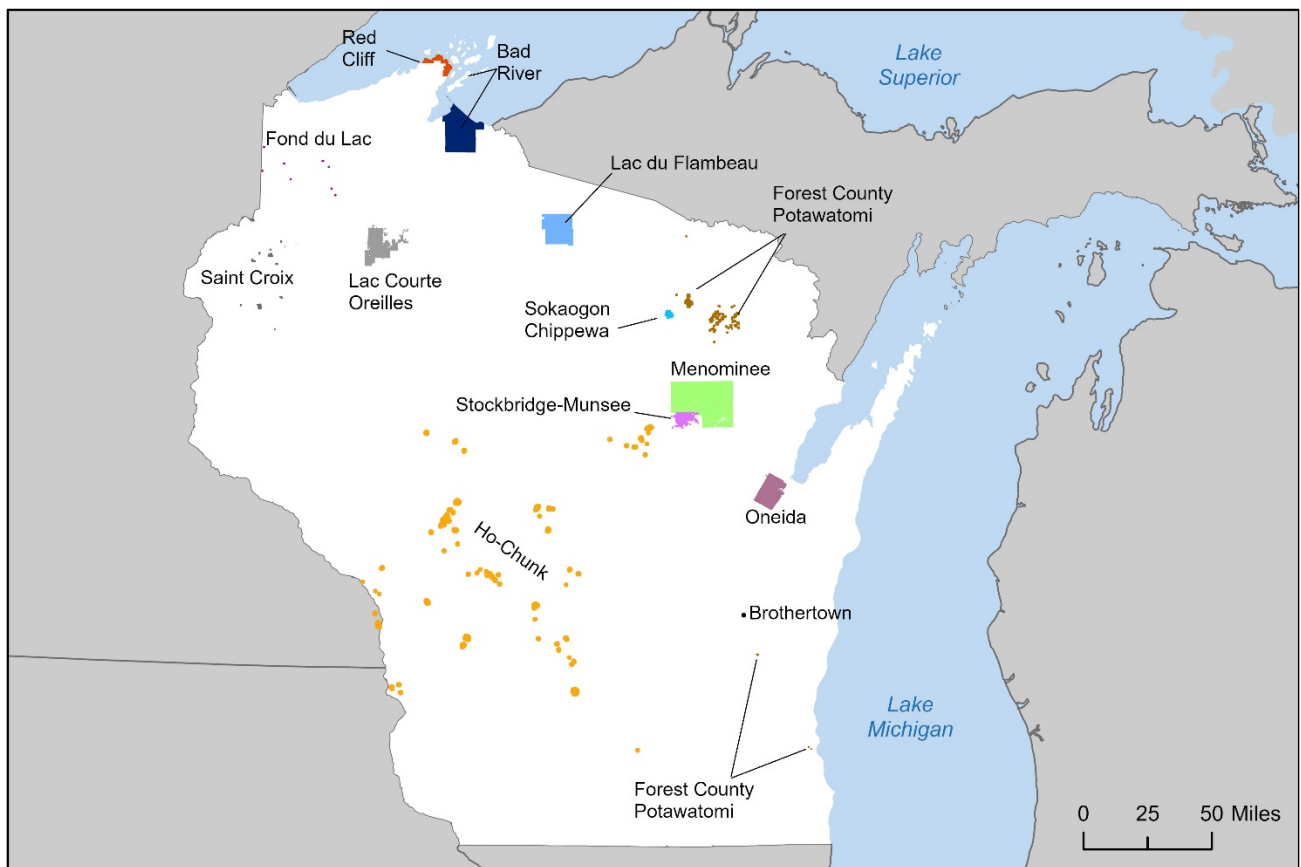 Red
Cliff
Bad
River
Lake
Superior
Fond du Lac
Lac du Flambeau
Forest County
Potawatomi
Saint Croix
Lac Courte
Oreilles
Sokaogon
Chippewa
Menominee
Stockbridge-Munsee
Oneida
Ho-Chunk
Brothertown
Lake
Michigan
Forest County
Potawatomi
0 25 50 Miles